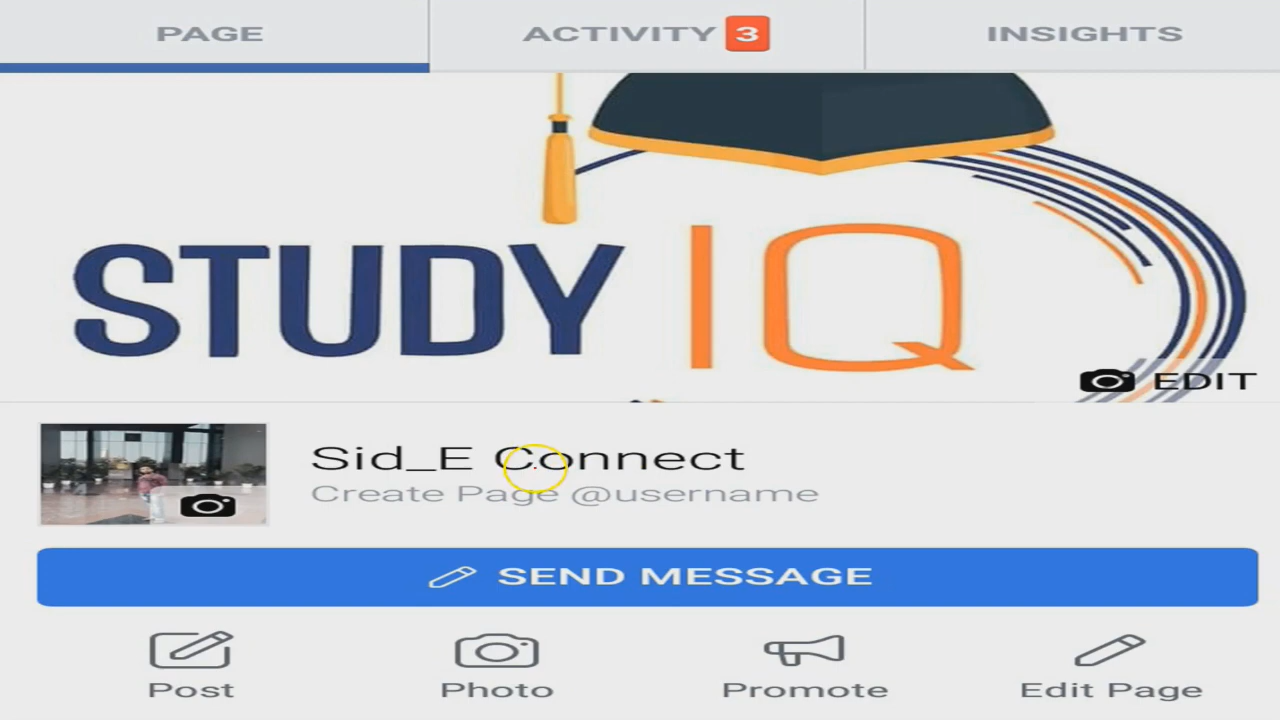 PAGE ACTIVITY 3 INSIGHTS
STUDY IQ
EDIT
Sid_E Connect
Create Page @username
SEND MESSAGE
Post Photo Promote Edit Page